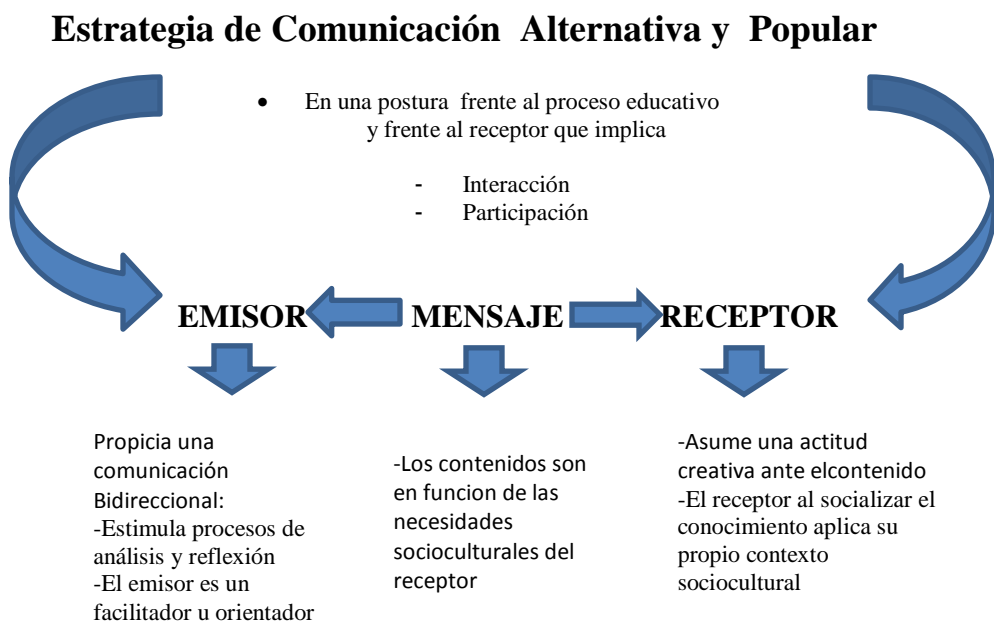 Estrategia de Comunicación Alternativa y Popular
• En una postura frente al proceso educativo
y frente al receptor que implica
- Interacción
- Participación
EMISOR MENSAJE RECEPTOR
Propicia una
comunicación
Bidireccional:
-Estimula procesos de
análisis y reflexión
-El emisor es un
facilitador u orientador
-Los contenidos son
en funcion de las
necesidades
socioculturales del
receptor
-Asume una actitud
creativa ante elcontenido
-El receptor al socializar el
conocimiento aplica su
propio contexto
sociocultural